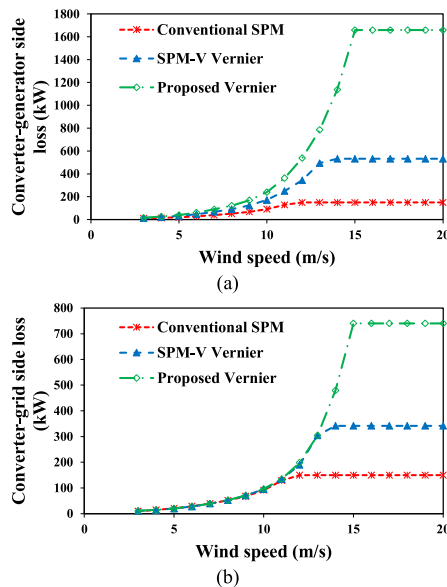 Converter-generator side
loss (kW)
1800
1600
1400
1200
1000
800
600
400
200
0
Conventional SPM
SPM-V Vernier
Proposed Vernier
0 5 10 15 20
Wind speed (m/s)
(a)
Converter-grid side loss
(kW)
800
700
600
500
400
300
200
100
0
Conventional SPM
SPM-V Vernier
Proposed Vernier
0 5 10 15 20
Wind speed (m/s)
(b)